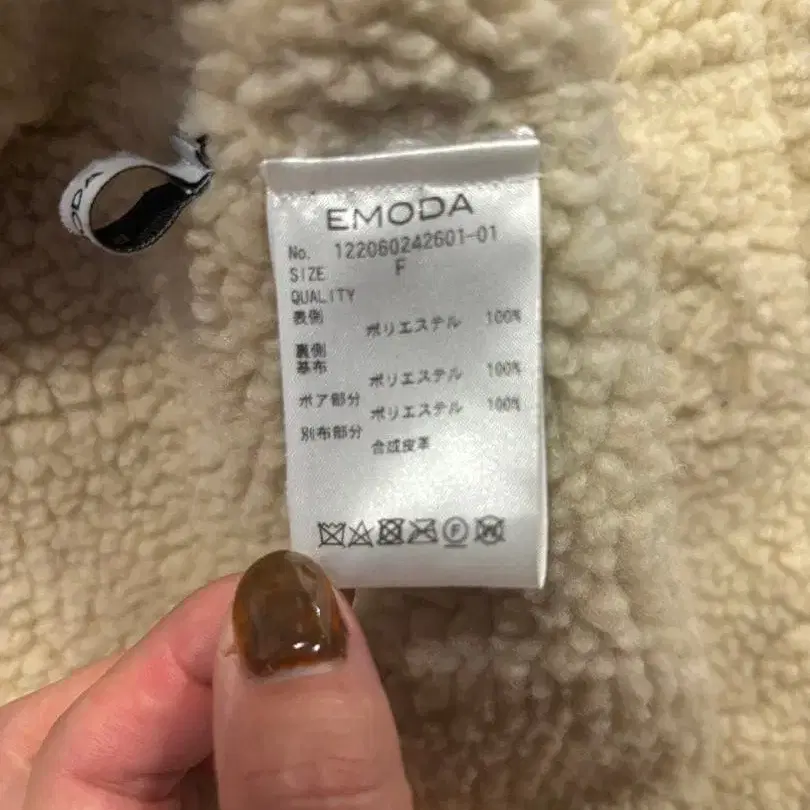 EMODA
No. 122060242601-01
SIZE F
QUALITY
表側
ポリエステル 100%
裏側
基布
ポリエステル 100%
ボア部分
ポリエステル 100%
別布部分
合成皮革
F
W